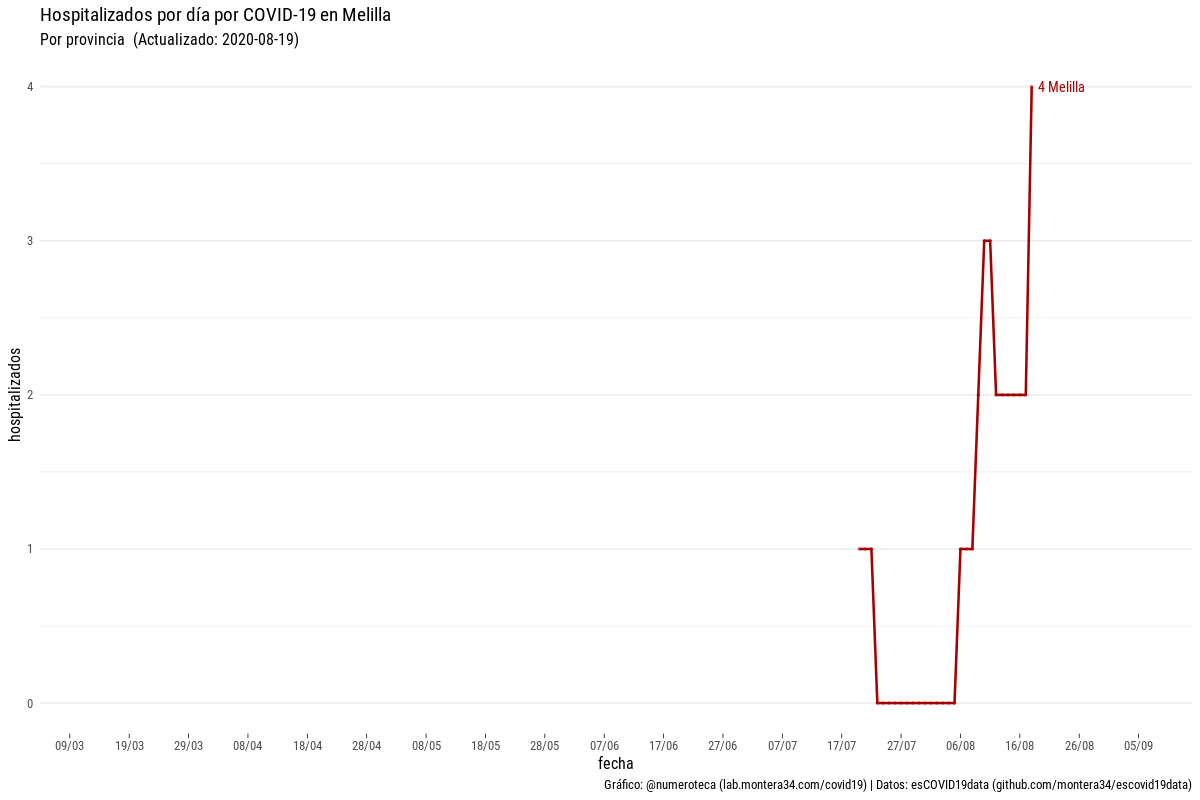 Hospitalizados por día por COVID-19 en Melilla
Por provincia  (Actualizado: 2020-08-19)
4
4 Melilla
3
2
1
0
hospitalizados
09/03 19/03 29/03 08/04 18/04 28/04 08/05 18/05 28/05 07/06 17/06 27/06 07/07 17/07 27/07 06/08 16/08 26/08 05/09
fecha
Gráfico: @numeroteca (lab.montera34.com/covid19) | Datos: esCOVID19data (github.com/montera34/escovid19data)